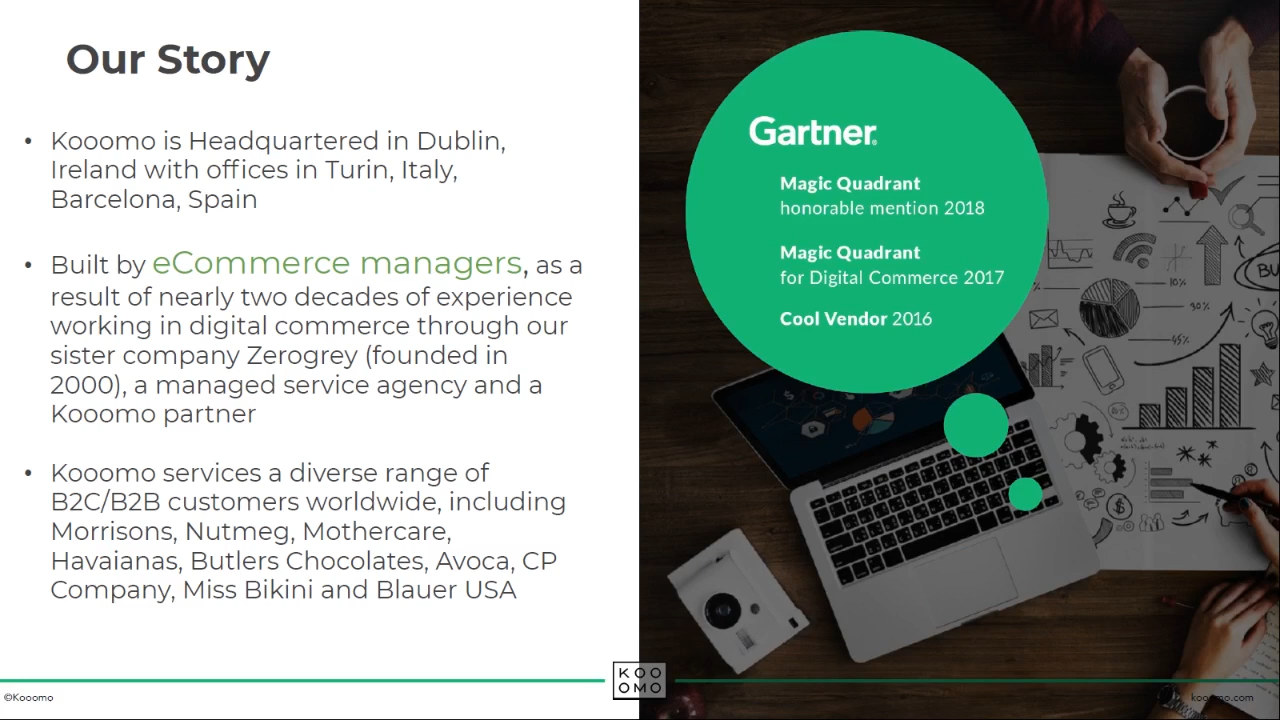 Our Story
• Kooomo is Headquartered in Dublin,
Ireland with offices in Turin, Italy,
Barcelona, Spain
• Built by eCommerce managers, as a
result of nearly two decades of experience
working in digital commerce through our
sister company Zerogrey (founded in
2000), a managed service agency and a
Kooomo partner
• Kooomo services a diverse range of
B2C/B2B customers worldwide, including
Morrisons, Nutmeg, Mothercare,
Havaianas, Butlers Chocolates, Avoca, CP
Company, Miss Bikini and Blauer USA
Gartner®
Magic Quadrant
honorable mention 2018
Magic Quadrant
for Digital Commerce 2017
Cool Vendor 2016
10%
90%
45%
BU
©Kooomo
KOO
OMO
kooomo.com